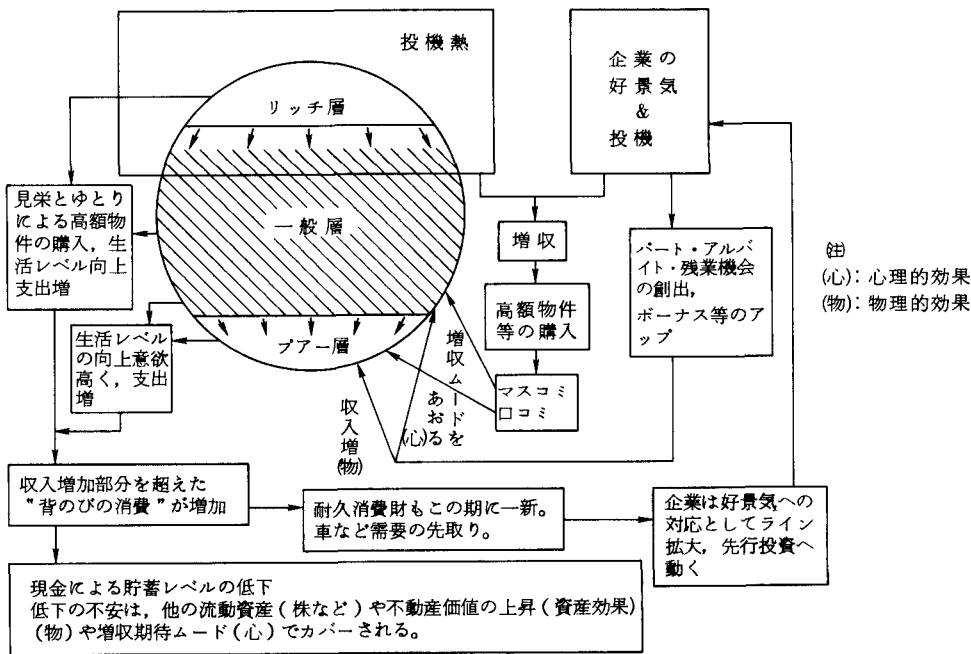 投機熱
企業の
好景気
&
投機
リッチ層
一般層
プアー層
見栄とゆとり
による高額物
件の購入，生
活レベル向上
支出増
生活レベル
の向上意欲
高く，支出
増
増収
高額物件
等の購入
マスコミ
口コミ
パート・アルバ
イト・残業機会
の創出，
ボーナス等のア
ップ
㊟
(心)：心理的効果
(物)：物理的効果
増収ムードを
あおる(心)
収入増(物)
収入増加部分を超えた
"背のびの消費"が増加
耐久消費財もこの期に一新。
車など需要の先取り。
企業は好景気への
対応としてライン
拡大，先行投資へ
動く
現金による貯蓄レベルの低下
低下の不安は，他の流動資産(株など)や不動産価値の上昇(資産効果)
(物)や増収期待ムード(心)でカバーされる。